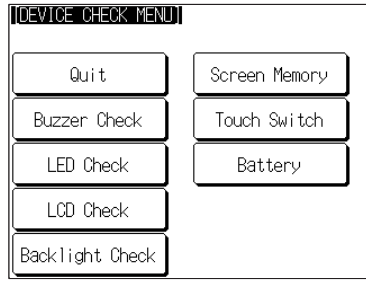 [DEVICE CHECK MENU]
Quit
Screen Memory
Buzzer Check
Touch Switch
LED Check
Battery
LCD Check
Backlight Check